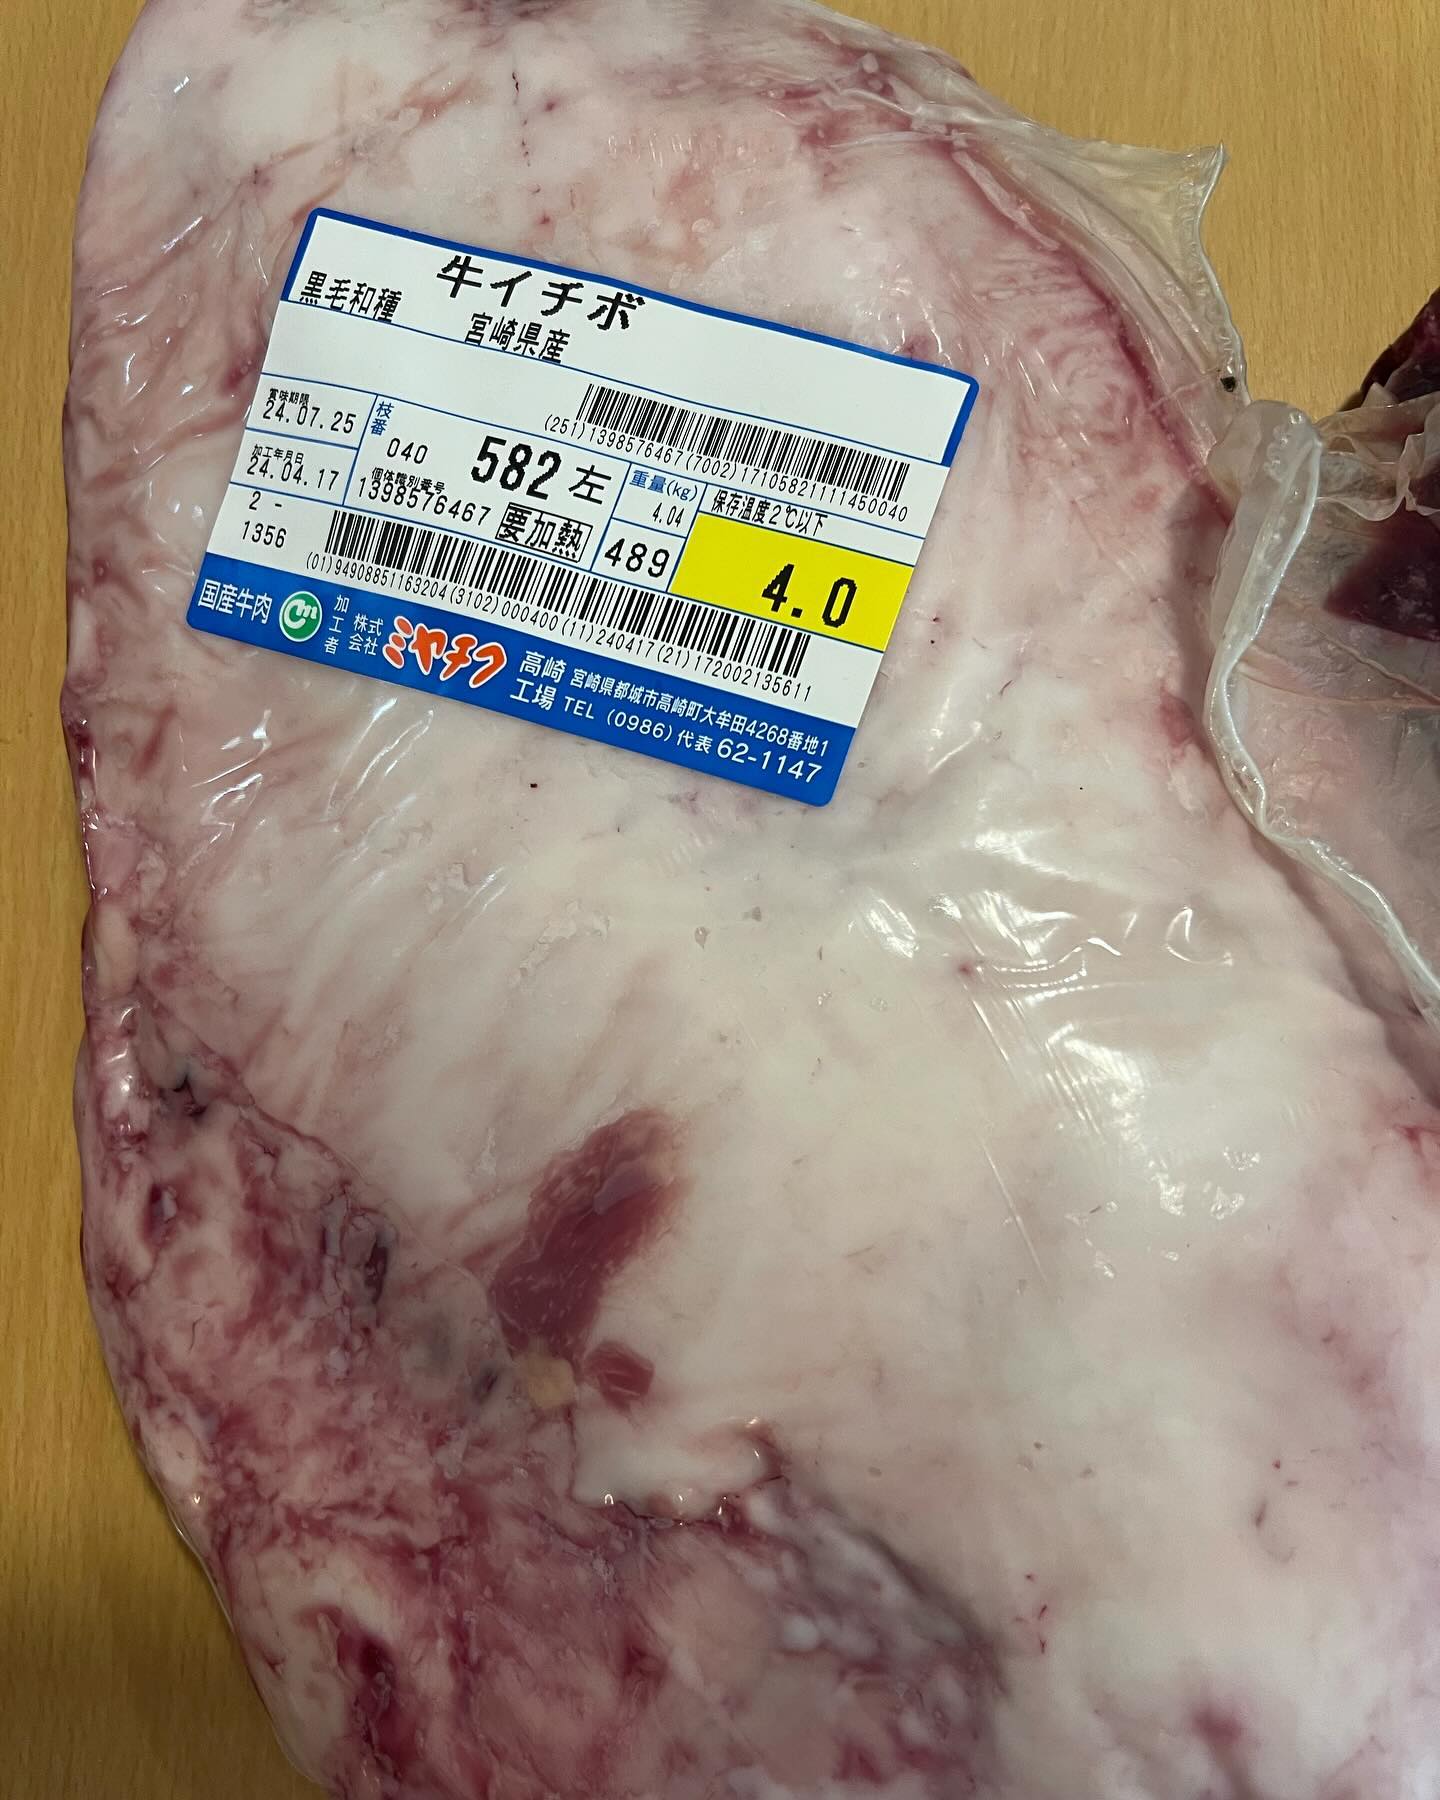 牛イチボ
黒毛和種
宮崎県産
(251)1398576467(7002)17105821111450040
賞味期限
24.07.25
枝番
040
582左
加工年月日
24.04.17
個体識別番号
1398576467
要加熱
重量(kg)
4.04
489
保存温度2℃以下
4.0
2 -
1356
(01)94908851163204(3102)000400(11)240417(21)172002135611
国産牛肉
加工者
株式会社
ミヤチク
高崎工場
宮崎県都城市高崎町大牟田4268番地1
TEL (0986)代表62-1147